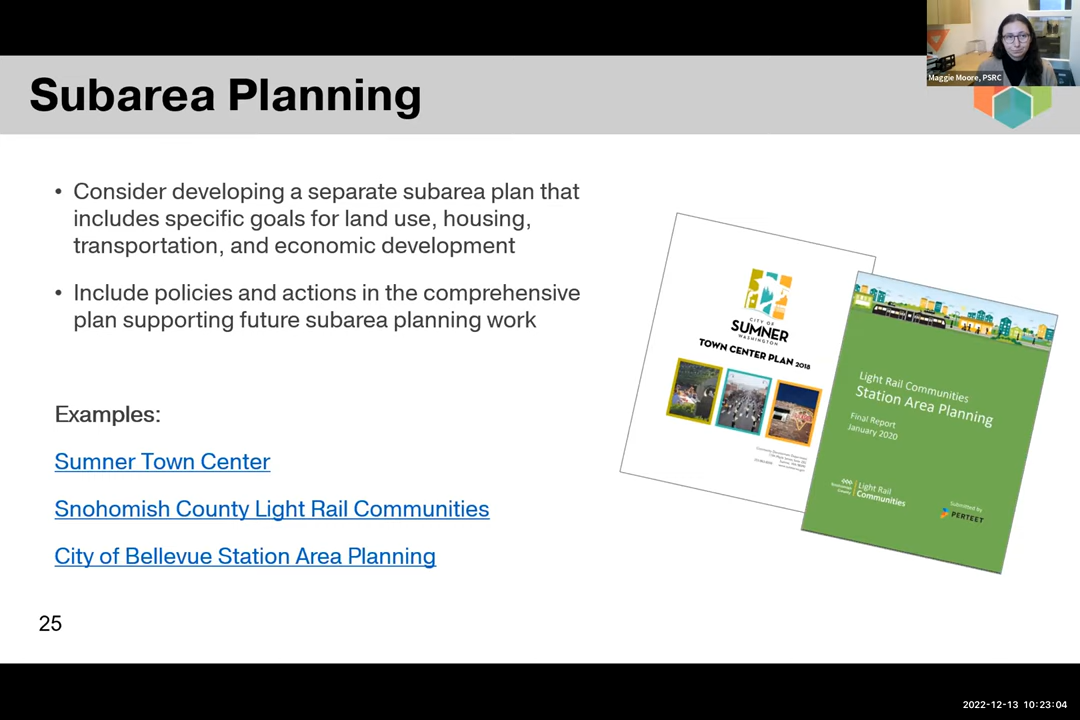 Maggie Moore, PSRC
Subarea Planning
• Consider developing a separate subarea plan that
includes specific goals for land use, housing,
transportation, and economic development
• Include policies and actions in the comprehensive
plan supporting future subarea planning work
Examples:
Sumner Town Center
Snohomish County Light Rail Communities
City of Bellevue Station Area Planning
CITY OF
SUMNER
WASHINGTON
TOWN CENTER PLAN 2018
Light Rail Communities
Station Area Planning
Final Report
January 2020
Snohomish County
Light Rail
Communities
Submitted by
PERTEET
25
2022-12-13 10:23:04